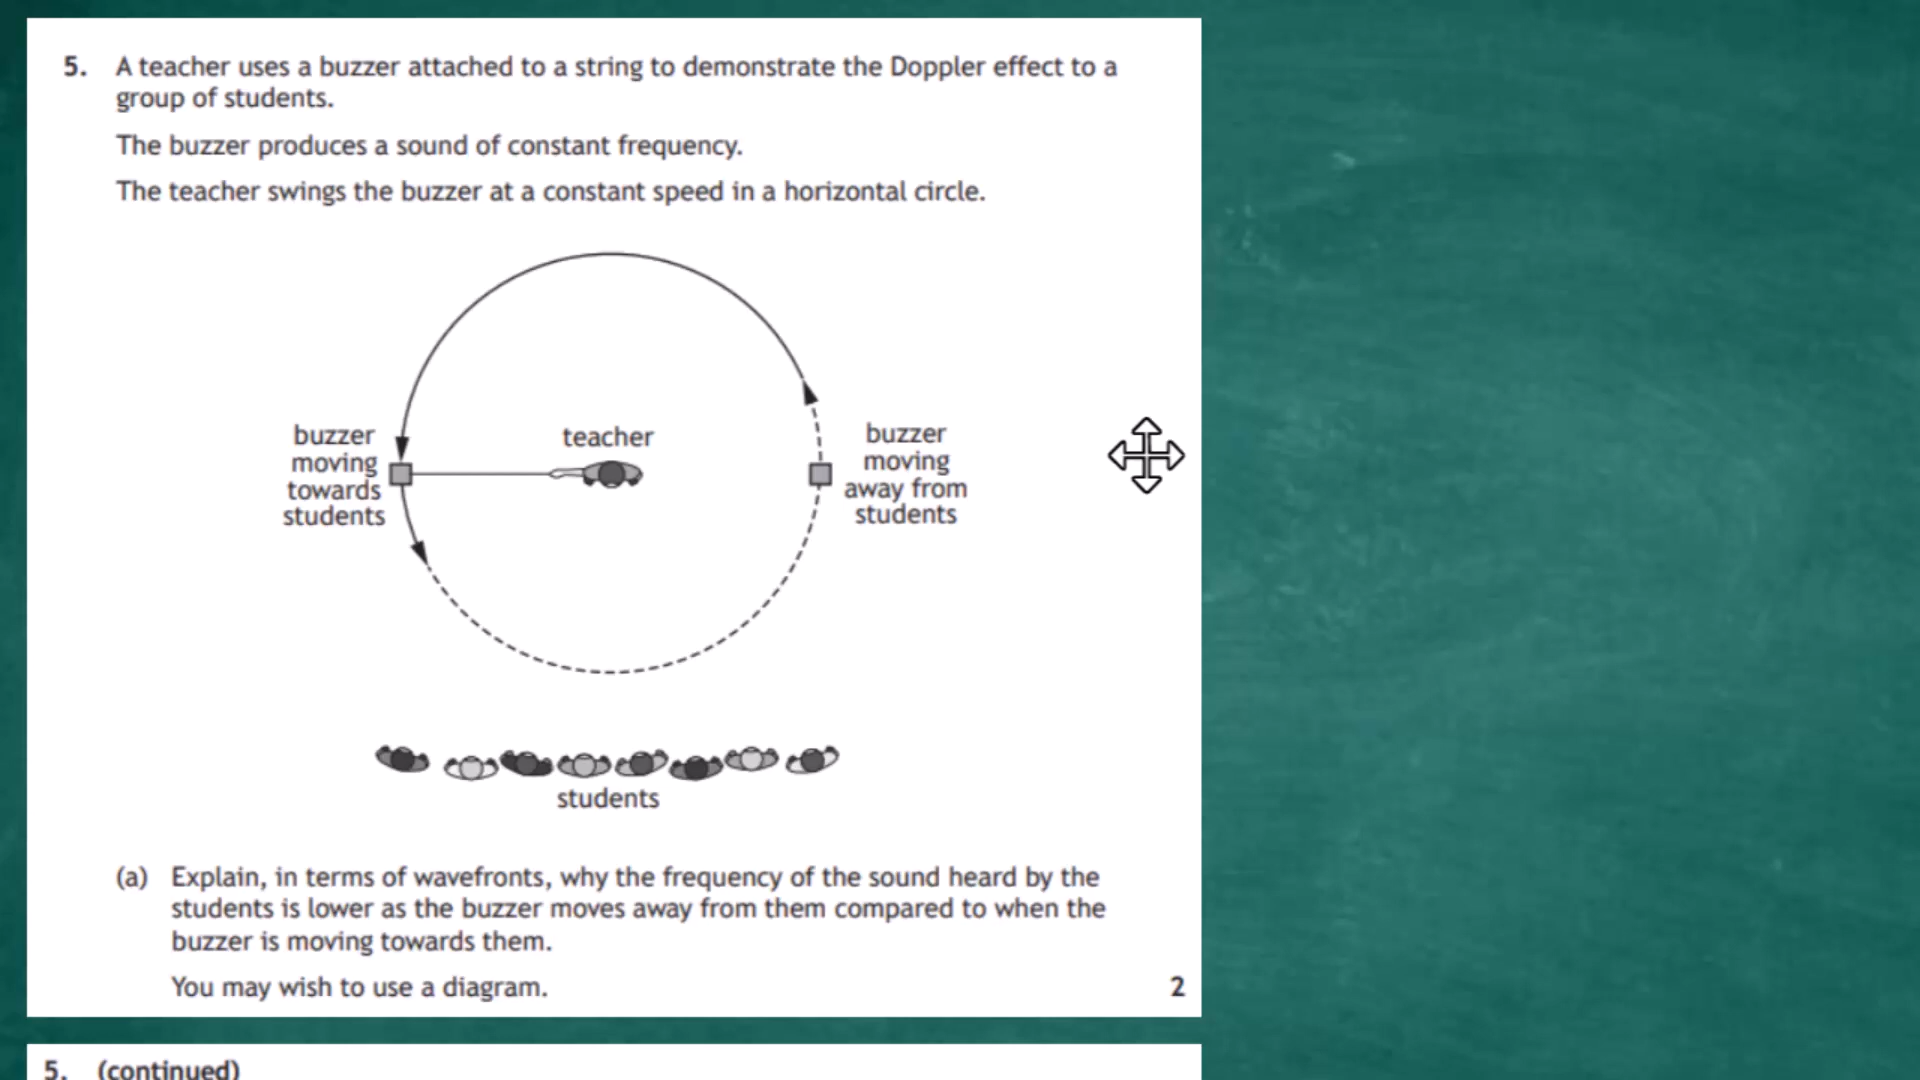 5. A teacher uses a buzzer attached to a string to demonstrate the Doppler effect to a
group of students.
The buzzer produces a sound of constant frequency.
The teacher swings the buzzer at a constant speed in a horizontal circle.
buzzer
moving
towards
students
teacher
buzzer
moving
away from
students
students
(a) Explain, in terms of wavefronts, why the frequency of the sound heard by the
students is lower as the buzzer moves away from them compared to when the
buzzer is moving towards them.
You may wish to use a diagram. 2
5. (continued)